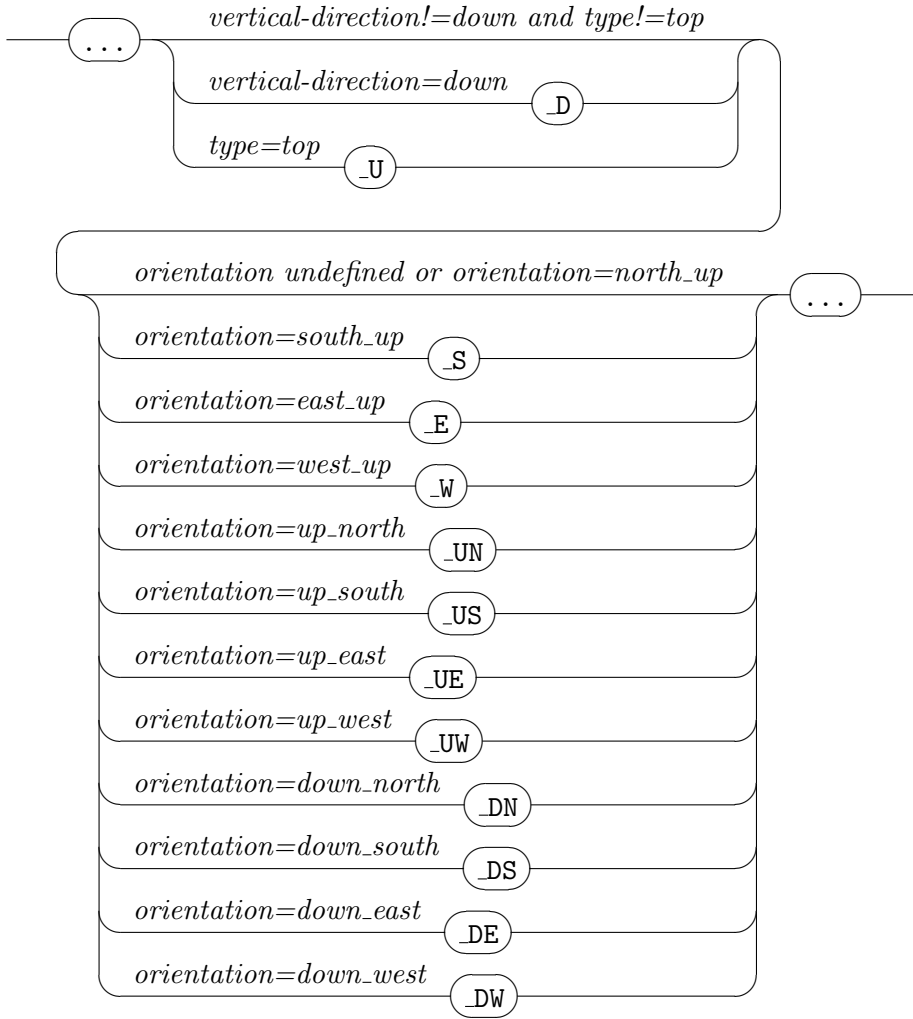 vertical-direction!=down and type!=top
...
vertical-direction=down _D
type=top _U
orientation undefined or orientation=north_up
...
orientation=south_up _S
orientation=east_up _E
orientation=west_up _W
orientation=up_north _UN
orientation=up_south _US
orientation=up_east _UE
orientation=up_west _UW
orientation=down_north _DN
orientation=down_south _DS
orientation=down_east _DE
orientation=down_west _DW